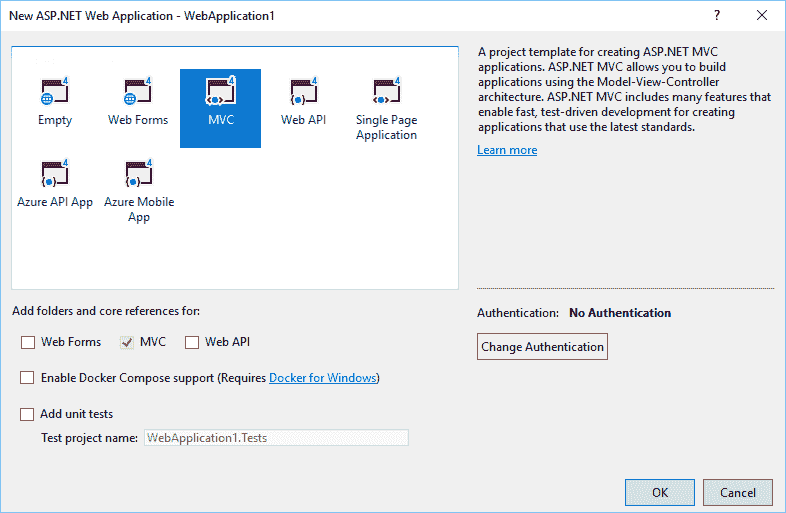 New ASP.NET Web Application - WebApplication1
?
4 4 4 4 4
Empty Web Forms MVC Web API Single Page
Application
4 4
Azure API App Azure Mobile
App
A project template for creating ASP.NET MVC
applications. ASP.NET MVC allows you to build
applications using the Model-View-Controller
architecture. ASP.NET MVC includes many features that
enable fast, test-driven development for creating
applications that use the latest standards.
Learn more
Add folders and core references for:
Web Forms MVC Web API
Enable Docker Compose support (Requires Docker for Windows)
Add unit tests
Test project name: WebApplication1.Tests
Authentication: No Authentication
Change Authentication
OK Cancel